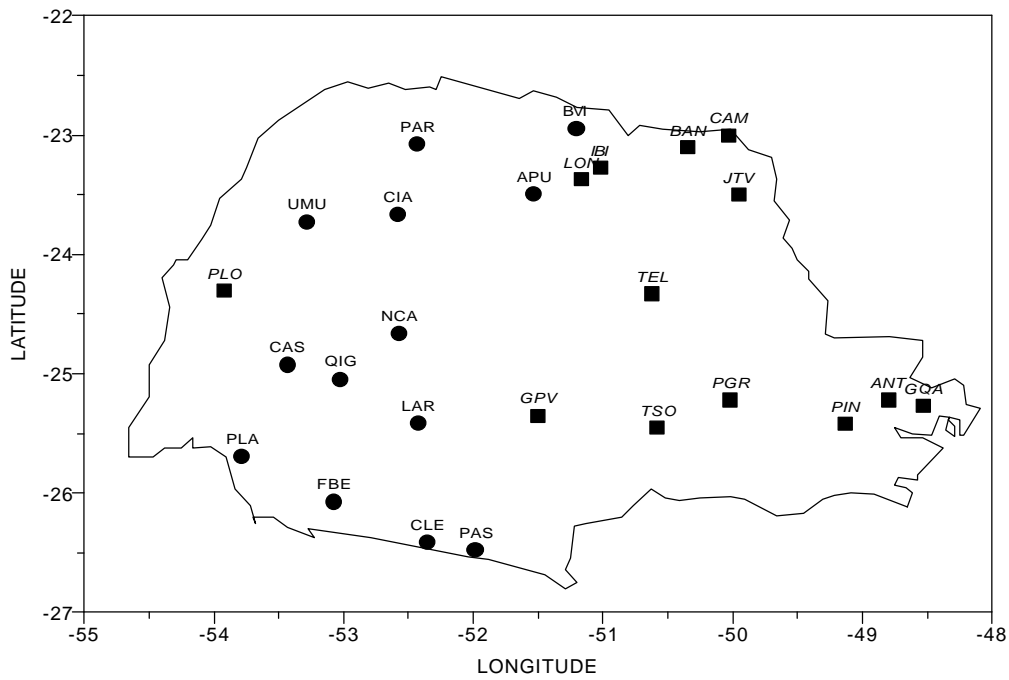 -22
BVI
CAM
PAR
BAN
-23
IBI
LON
APU
JTV
CIA
UMU
-24
PLO
TEL
NCA
CAS
QIG
-25
PGR
ANT
GQA
GPV
LAR
TSO
PIN
PLA
-26
FBE
CLE
PAS
-27
-55
-54
-53
-52
-51
-50
-49
-48
LATITUDE
LONGITUDE